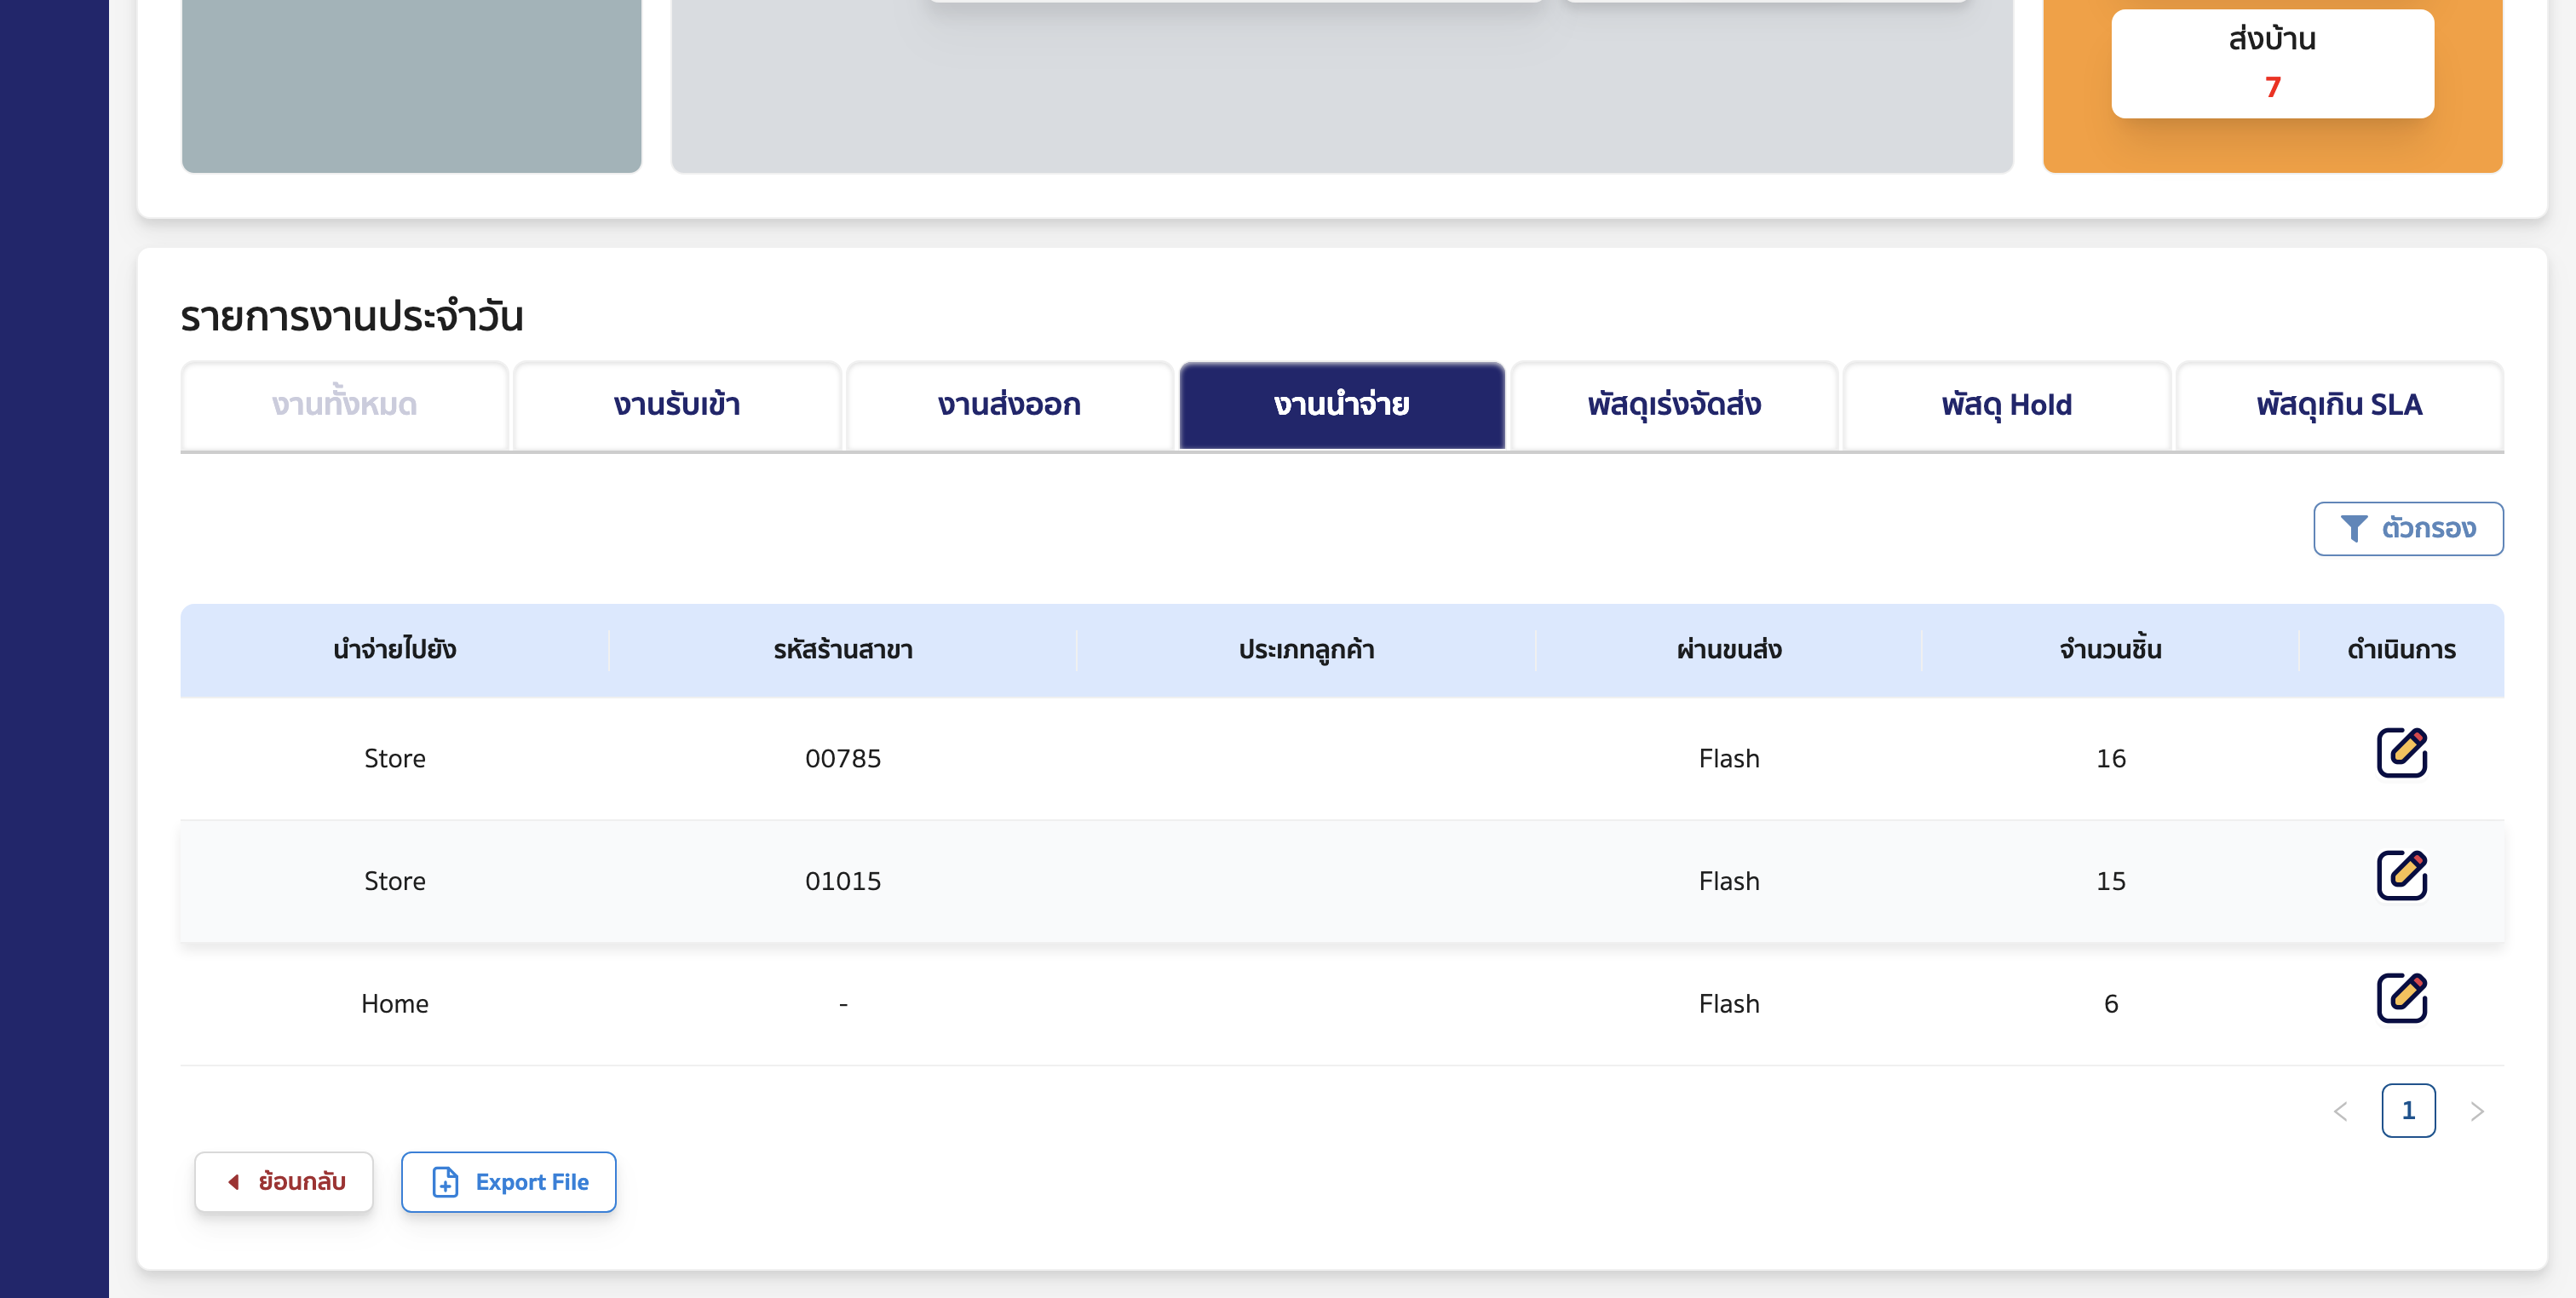 ส่งบ้าน
7
รายการงานประจำวัน
งานทั้งหมด งานรับเข้า งานส่งออก งานนำจ่าย พัสดุเร่งจัดส่ง พัสดุ Hold พัสดุเกิน SLA
ตัวกรอง
นำจ่ายไปยัง รหัสร้านสาขา ประเภทลูกค้า ผ่านขนส่ง จำนวนชิ้น ดำเนินการ
Store 00785 Flash 16
Store 01015 Flash 15
Home - Flash 6
< 1 >
ย้อนกลับ Export File